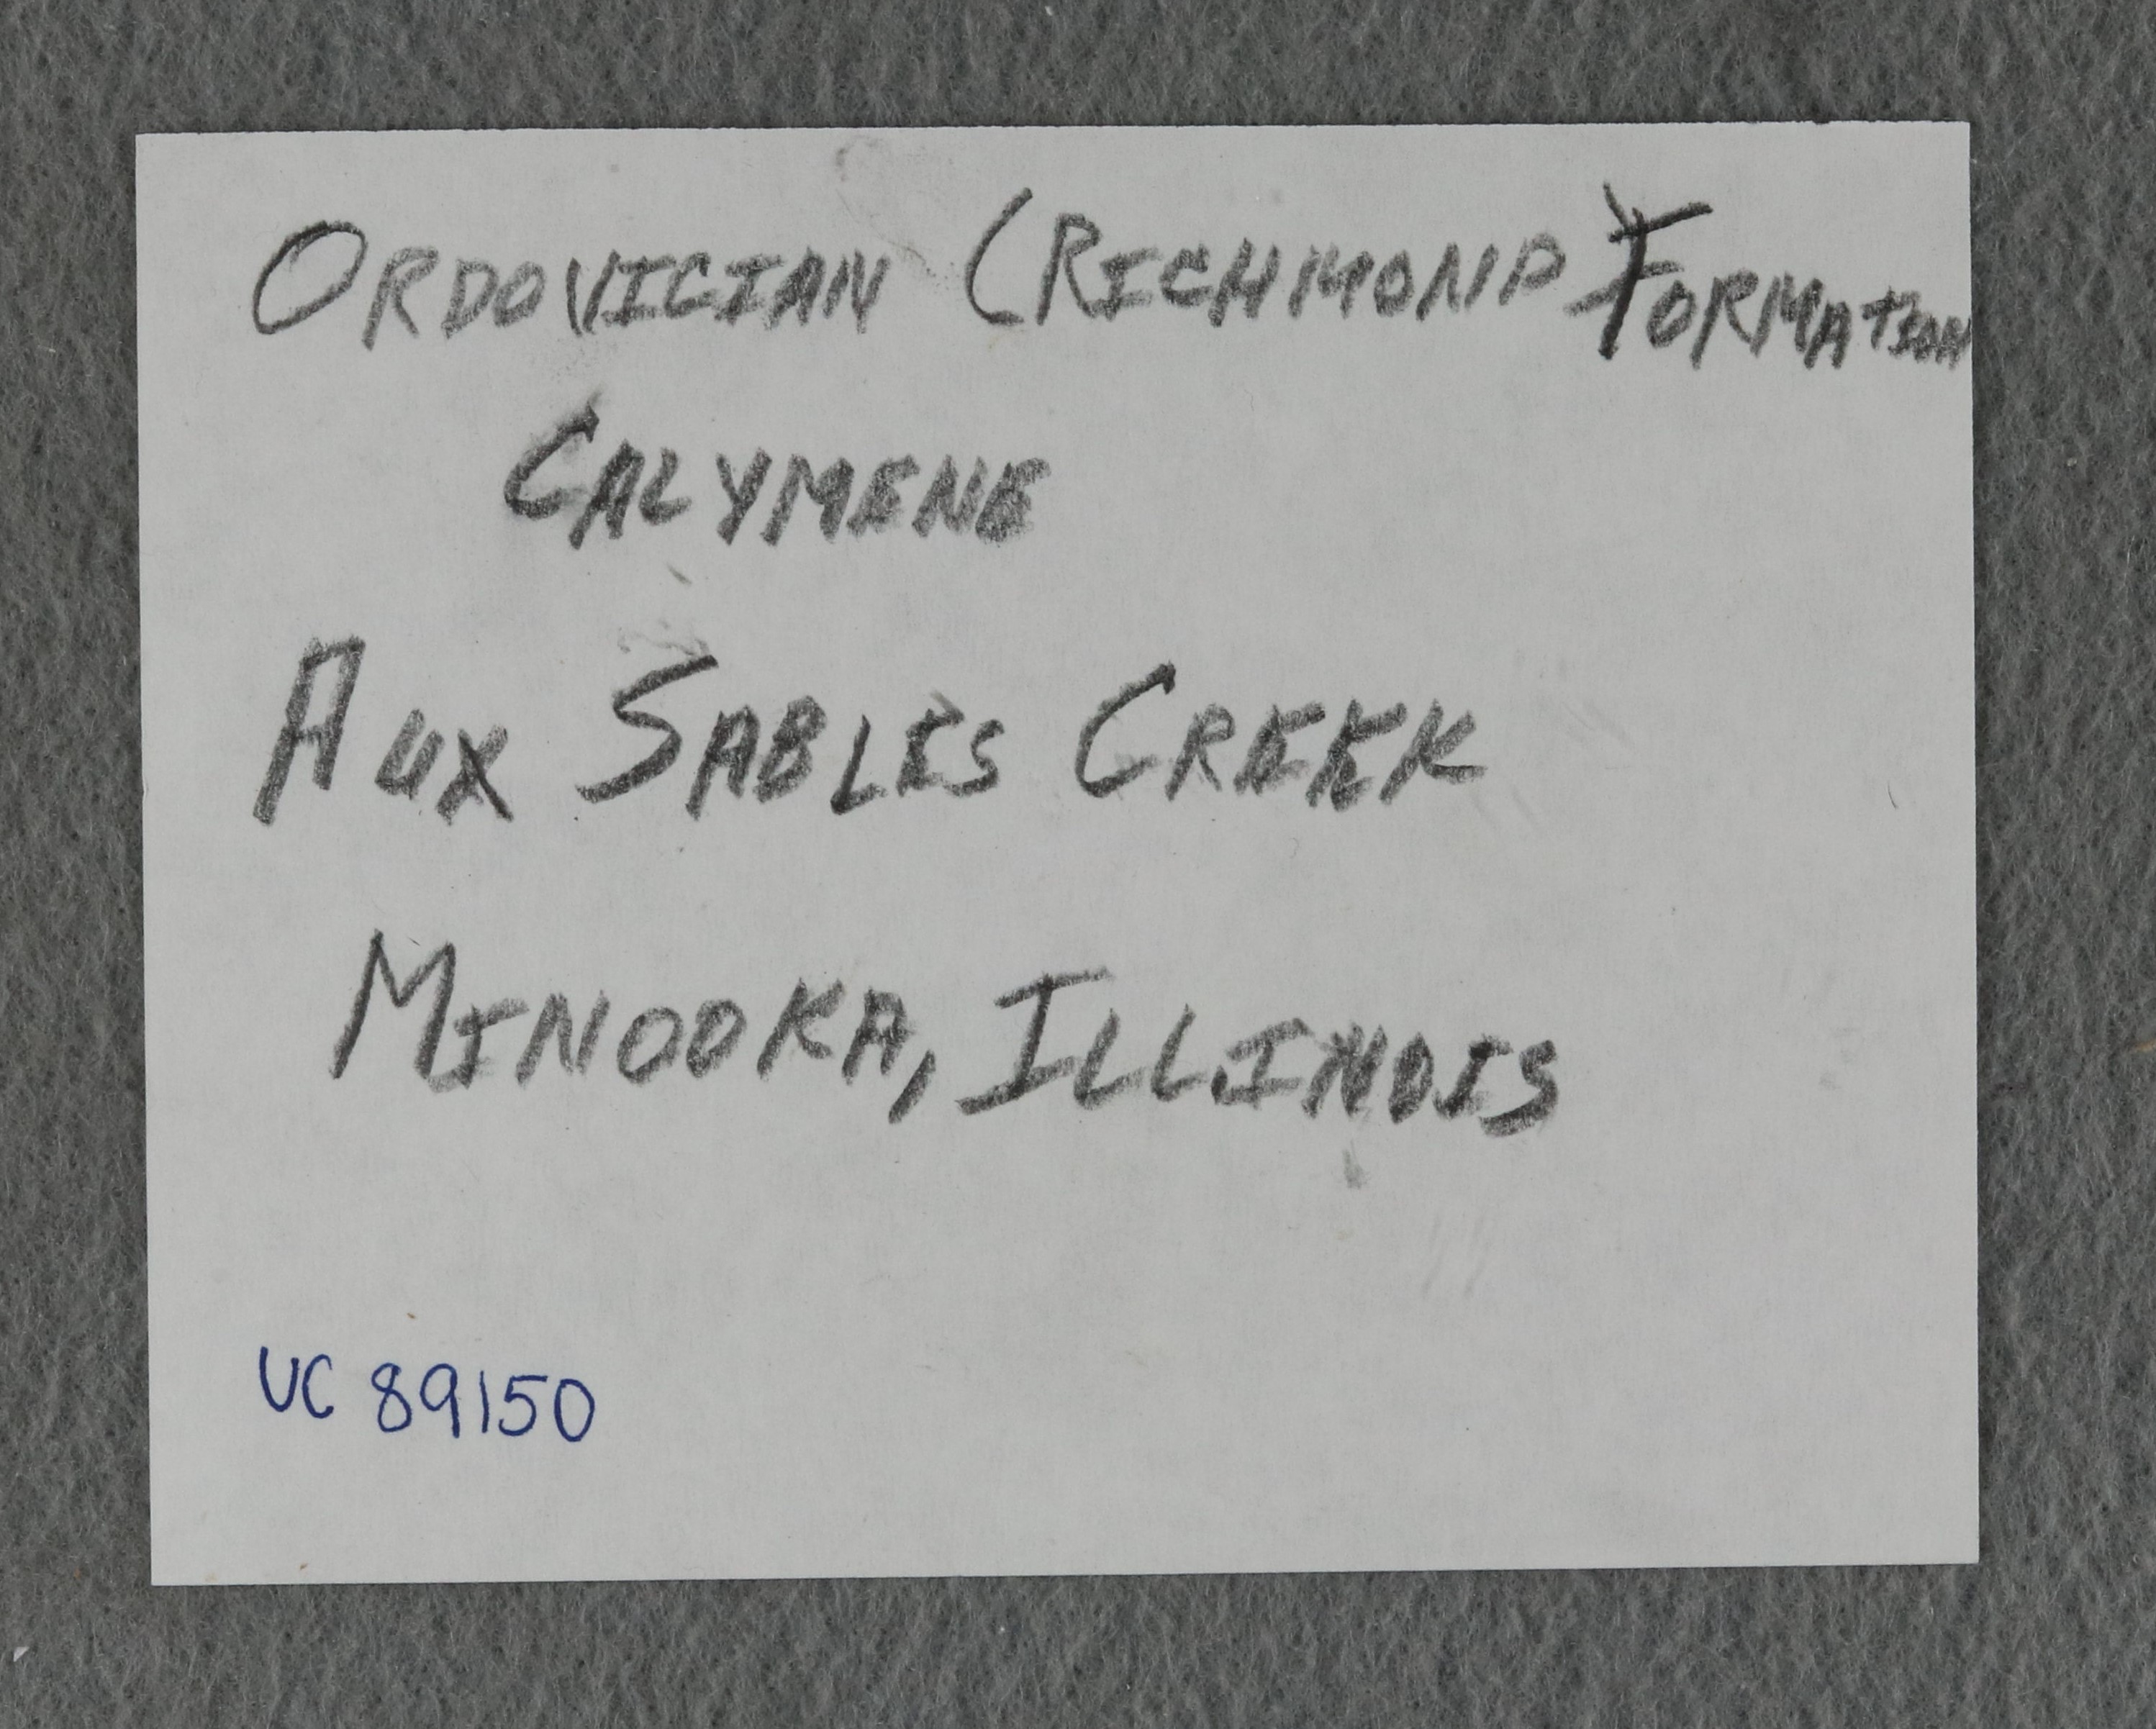 ORDOVICIAN (RICHMOND) FORMATION
CALYMENE
AUX SABLES CREEK
MINOOKA, ILLINOIS
UC 89150